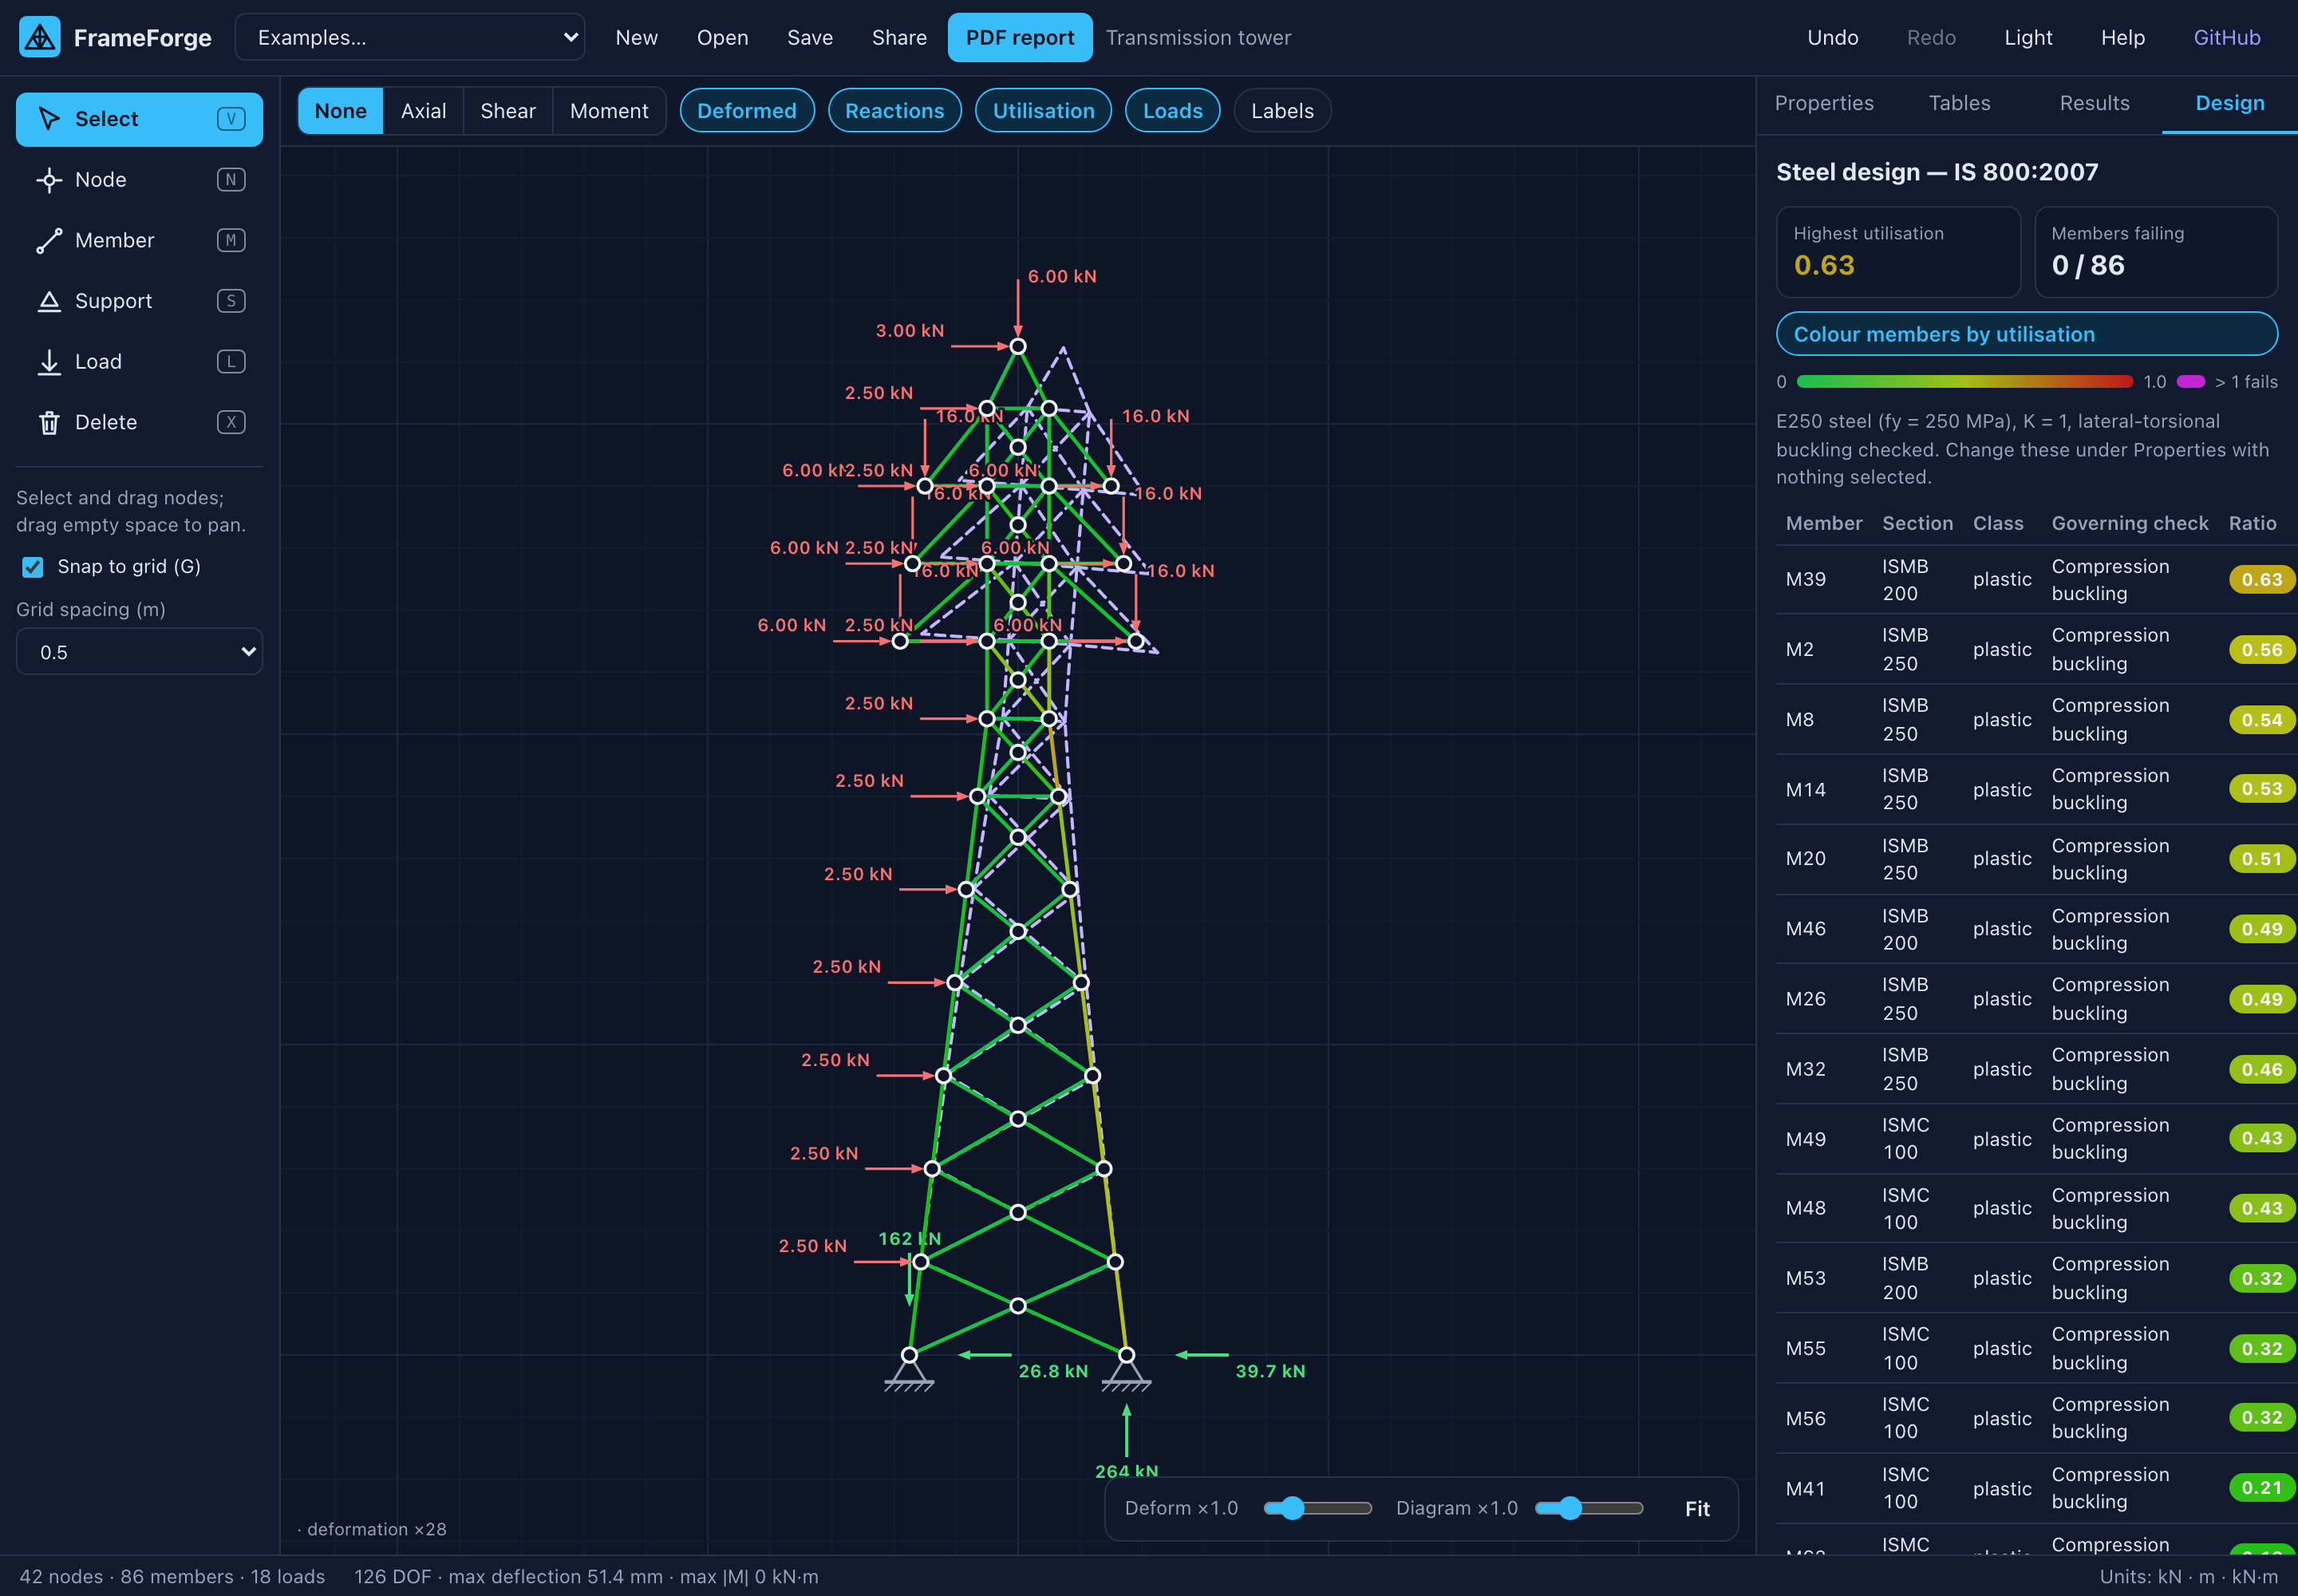 FrameForge
Examples...
New
Open
Save
Share
PDF report
Transmission tower
Undo
Redo
Light
Help
GitHub
Select V
Node N
Member M
Support S
Load L
Delete X
Select and drag nodes;
drag empty space to pan.
Snap to grid (G)
Grid spacing (m)
0.5
None
Axial
Shear
Moment
Deformed
Reactions
Utilisation
Loads
Labels
6.00 kN
3.00 kN
2.50 kN
16.0 kN
16.0 kN
6.00 kN
2.50 kN
6.00 kN
16.0 kN
16.0 kN
6.00 kN
2.50 kN
6.00 kN
16.0 kN
16.0 kN
6.00 kN
2.50 kN
6.00 kN
2.50 kN
2.50 kN
2.50 kN
2.50 kN
2.50 kN
2.50 kN
162 kN
2.50 kN
26.8 kN
39.7 kN
264 kN
· deformation ×28
Deform ×1.0
Diagram ×1.0
Fit
Properties
Tables
Results
Design
Steel design — IS 800:2007
Highest utilisation
0.63
Members failing
0 / 86
Colour members by utilisation
0
1.0
> 1 fails
E250 steel (fy = 250 MPa), K = 1, lateral-torsional
buckling checked. Change these under Properties with
nothing selected.
Member Section Class Governing check Ratio
M39 ISMB 200 plastic Compression buckling 0.63
M2 ISMB 250 plastic Compression buckling 0.56
M8 ISMB 250 plastic Compression buckling 0.54
M14 ISMB 250 plastic Compression buckling 0.53
M20 ISMB 250 plastic Compression buckling 0.51
M46 ISMB 200 plastic Compression buckling 0.49
M26 ISMB 250 plastic Compression buckling 0.49
M32 ISMB 250 plastic Compression buckling 0.46
M49 ISMC 100 plastic Compression buckling 0.43
M48 ISMC 100 plastic Compression buckling 0.43
M53 ISMB 200 plastic Compression buckling 0.32
M55 ISMC 100 plastic Compression buckling 0.32
M56 ISMC 100 plastic Compression buckling 0.32
M41 ISMC 100 plastic Compression buckling 0.21
ISMC Compression
42 nodes · 86 members · 18 loads
126 DOF · max deflection 51.4 mm · max |M| 0 kN·m
Units: kN · m · kN·m